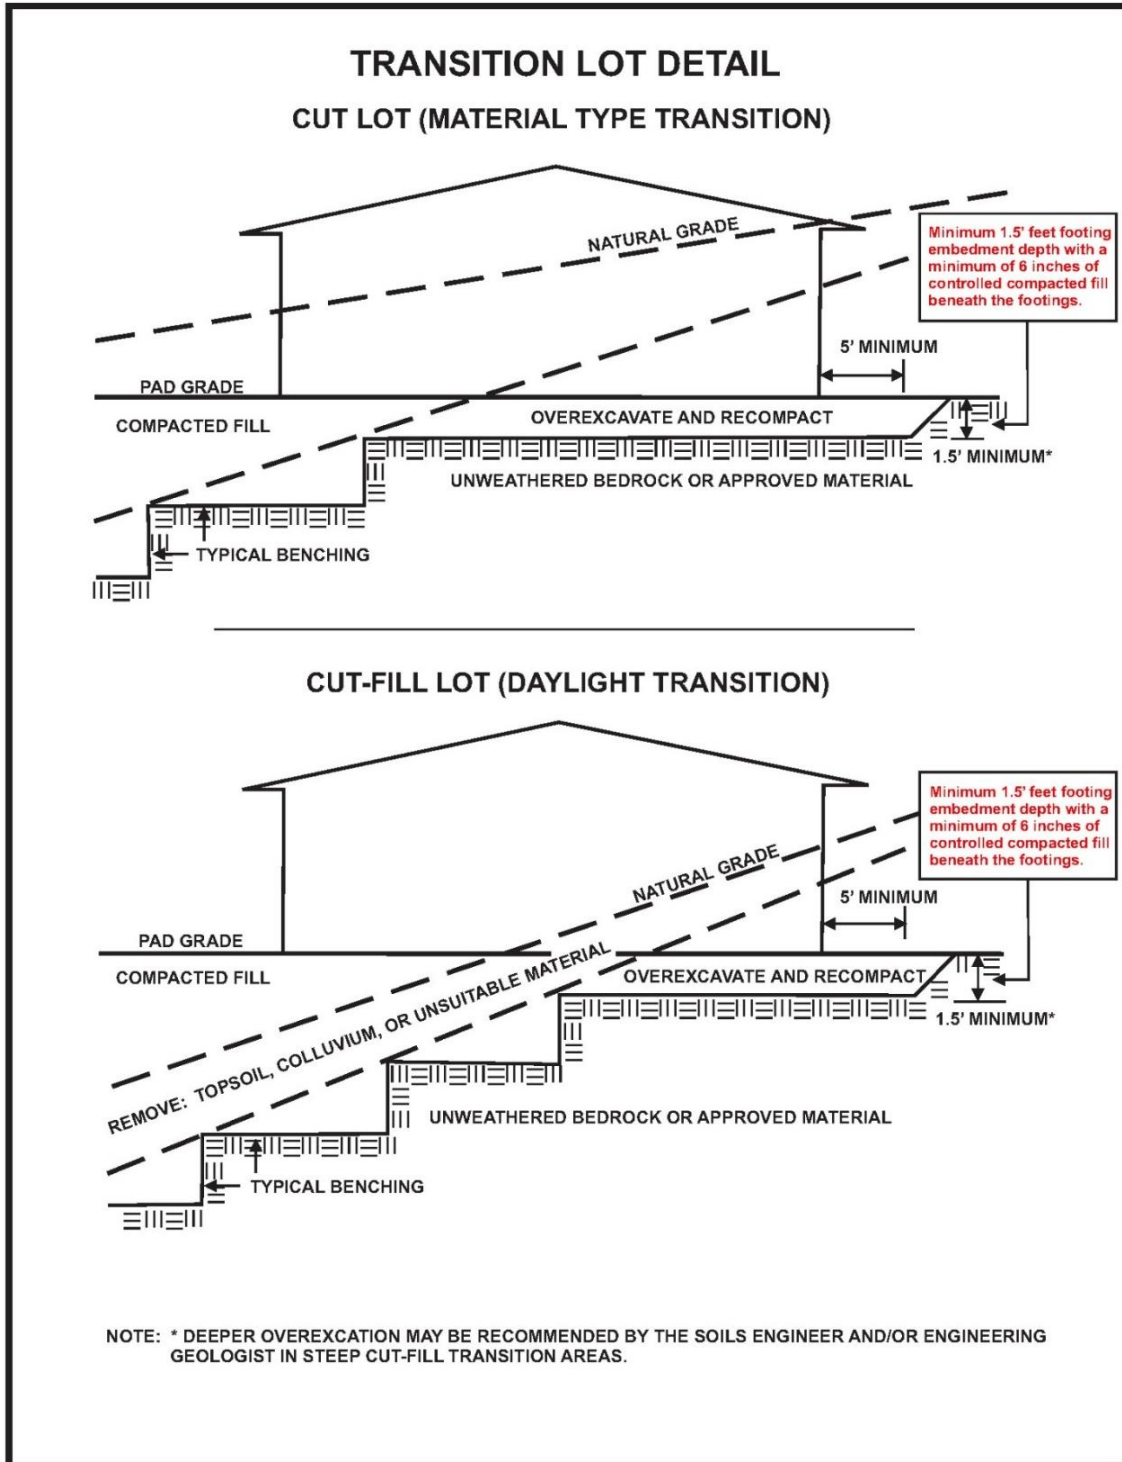 TRANSITION LOT DETAIL
CUT LOT (MATERIAL TYPE TRANSITION)
NATURAL GRADE
Minimum 1.5' feet footing
embedment depth with a
minimum of 6 inches of
controlled compacted fill
beneath the footings.
5' MINIMUM
PAD GRADE
COMPACTED FILL
OVEREXCAVATE AND RECOMPACT
1.5' MINIMUM*
UNWEATHERED BEDROCK OR APPROVED MATERIAL
TYPICAL BENCHING
CUT-FILL LOT (DAYLIGHT TRANSITION)
Minimum 1.5' feet footing
embedment depth with a
minimum of 6 inches of
controlled compacted fill
beneath the footings.
NATURAL GRADE
5' MINIMUM
PAD GRADE
COMPACTED FILL
OVEREXCAVATE AND RECOMPACT
REMOVE: TOPSOIL, COLLUVIUM, OR UNSUITABLE MATERIAL
1.5' MINIMUM*
UNWEATHERED BEDROCK OR APPROVED MATERIAL
TYPICAL BENCHING
NOTE: * DEEPER OVEREXCATION MAY BE RECOMMENDED BY THE SOILS ENGINEER AND/OR ENGINEERING
GEOLOGIST IN STEEP CUT-FILL TRANSITION AREAS.